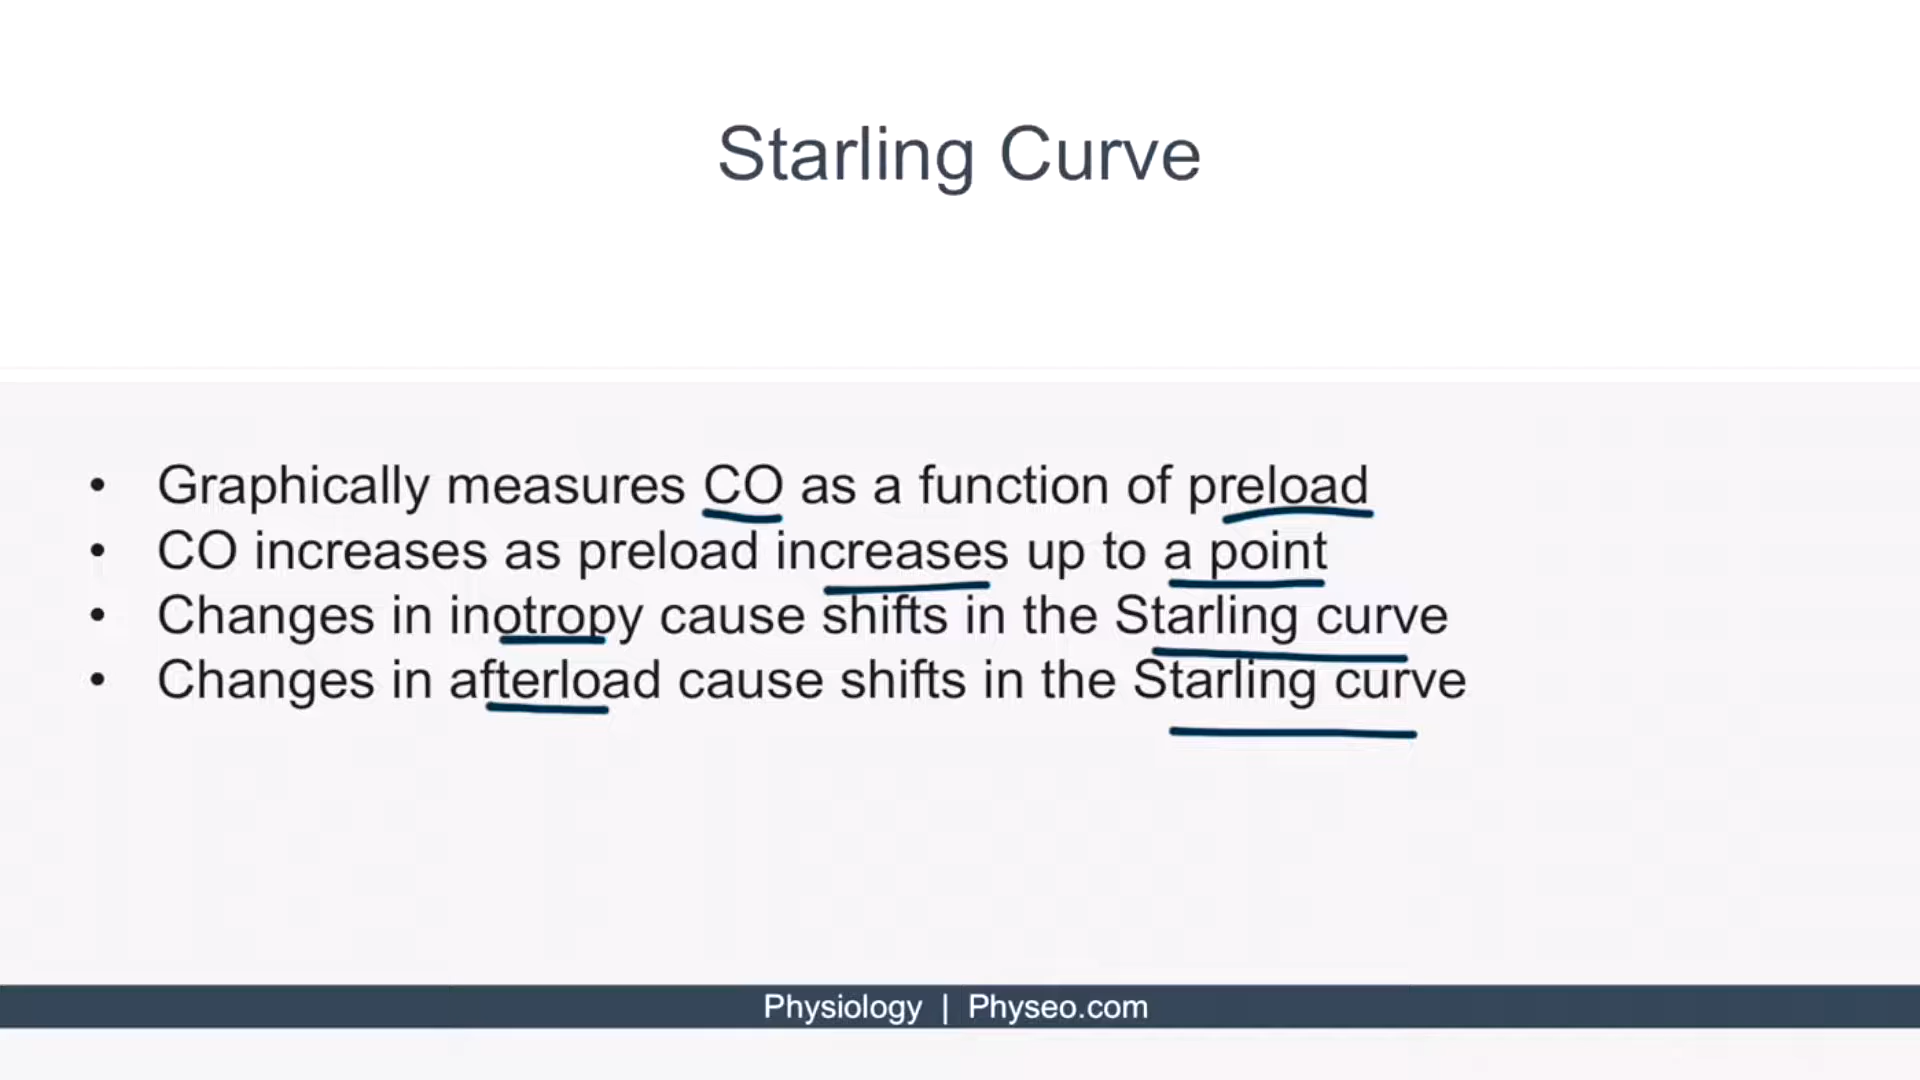 Starling Curve
• Graphically measures CO as a function of preload
• CO increases as preload increases up to a point
• Changes in inotropy cause shifts in the Starling curve
• Changes in afterload cause shifts in the Starling curve
Physiology | Physeo.com